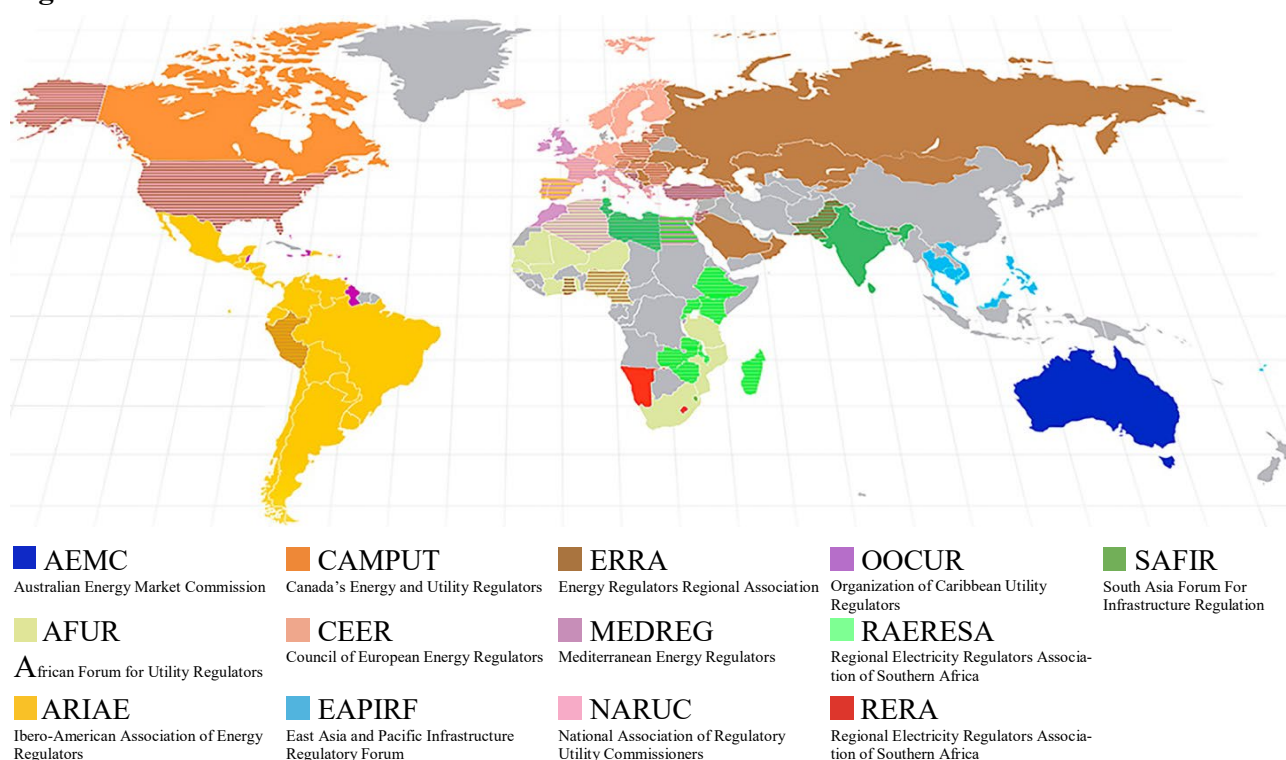 AEMC
Australian Energy Market Commission
CAMPUT
Canada's Energy and Utility Regulators
ERRA
Energy Regulators Regional Association
OOCUR
Organization of Caribbean Utility
Regulators
SAFIR
South Asia Forum For
Infrastructure Regulation
AFUR
African Forum for Utility Regulators
CEER
Council of European Energy Regulators
MEDREG
Mediterranean Energy Regulators
RAERESA
Regional Electricity Regulators Associa-
tion of Southern Africa
ARIAE
Ibero-American Association of Energy
Regulators
EAPIRF
East Asia and Pacific Infrastructure
Regulatory Forum
NARUC
National Association of Regulatory
Utility Commissioners
RERA
Regional Electricity Regulators Associa-
tion of Southern Africa